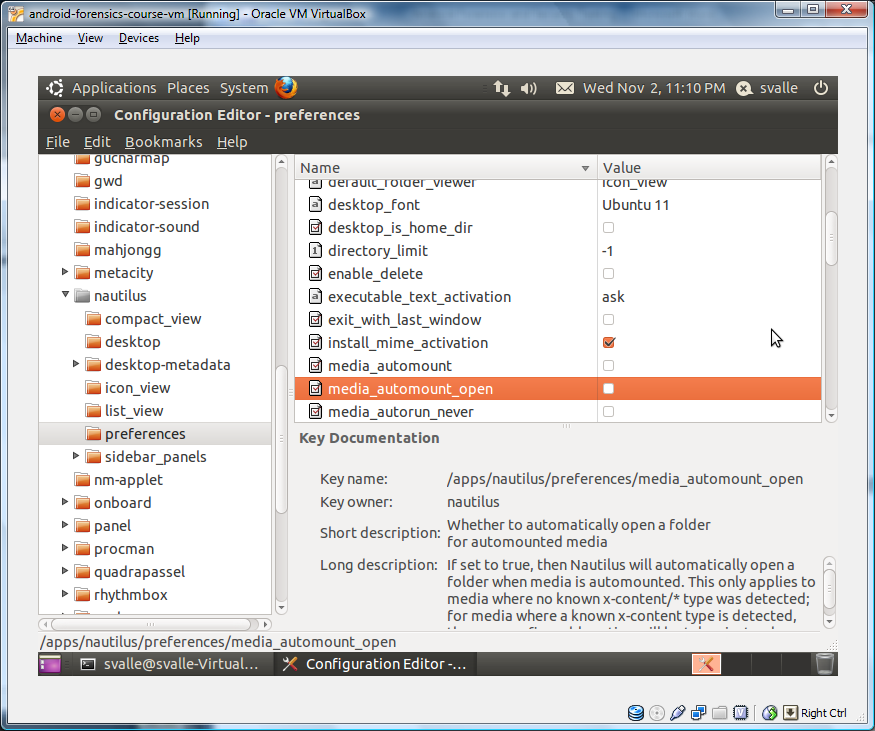 android-forensics-course-vm [Running] - Oracle VM VirtualBox
Machine View Devices Help
Applications Places System Wed Nov 2, 11:10 PM svalle
Configuration Editor - preferences
File Edit Bookmarks Help
gucharmap
gwd
indicator-session
indicator-sound
mahjongg
metacity
nautilus
compact_view
desktop
desktop-metadata
icon_view
list_view
preferences
sidebar_panels
nm-applet
onboard
panel
procman
quadrapassel
rhythmbox
Name Value
default_folder_viewer icon_view
desktop_font Ubuntu 11
desktop_is_home_dir
directory_limit -1
enable_delete
executable_text_activation ask
exit_with_last_window
install_mime_activation
media_automount
media_automount_open
media_autorun_never
Key Documentation
Key name: /apps/nautilus/preferences/media_automount_open
Key owner: nautilus
Short description: Whether to automatically open a folder
for automounted media
Long description: If set to true, then Nautilus will automatically open a
folder when media is automounted. This only applies to
media where no known x-content/* type was detected;
for media where a known x-content type is detected,
/apps/nautilus/preferences/media_automount_open
svalle@svalle-Virtual... Configuration Editor -...
Right Ctrl